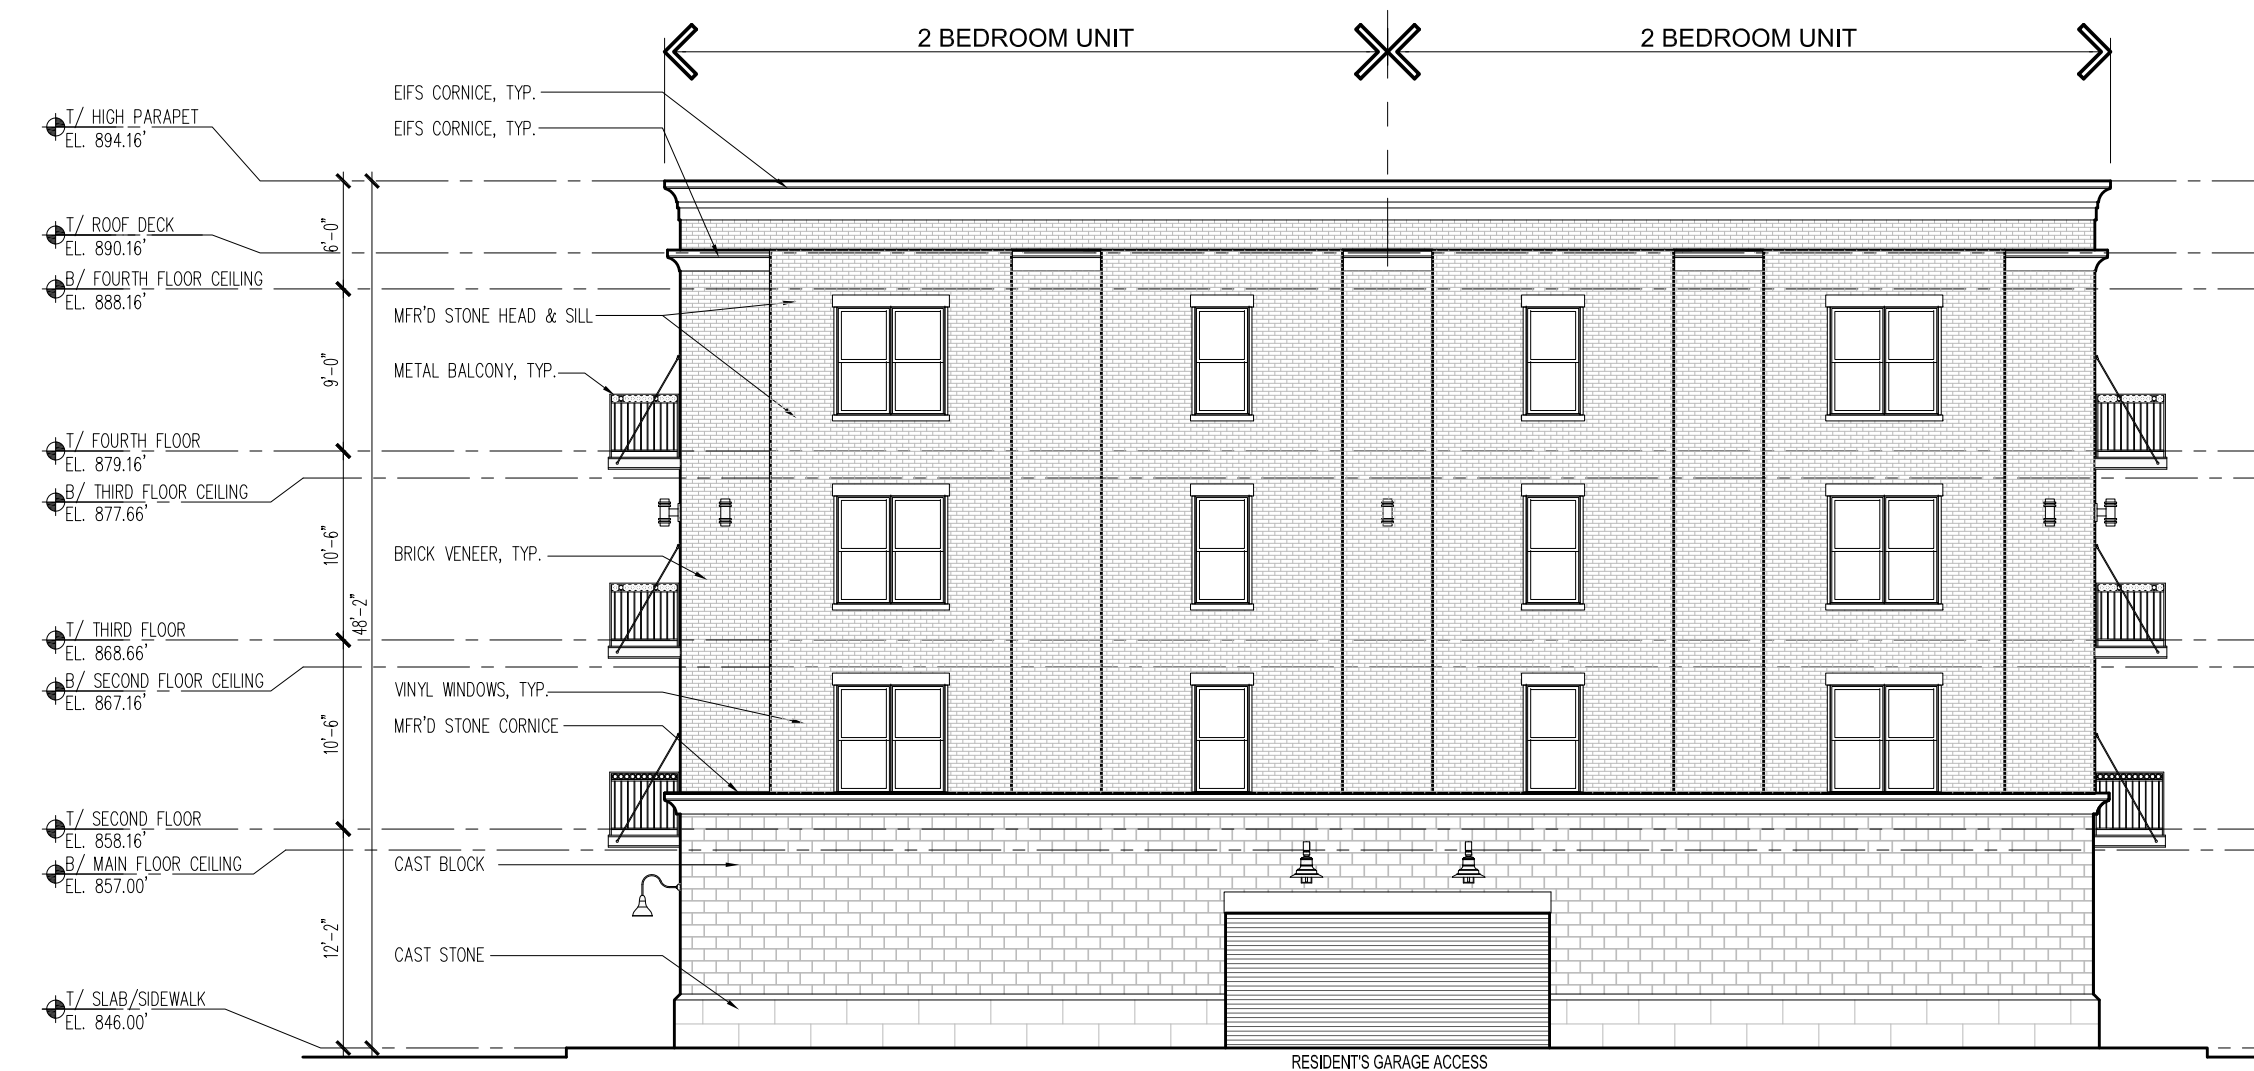 2 BEDROOM UNIT
2 BEDROOM UNIT
EIFS CORNICE, TYP.
EIFS CORNICE, TYP.
T/ HIGH PARAPET
EL. 894.16'
T/ ROOF DECK
EL. 890.16'
6'-0"
B/ FOURTH FLOOR CEILING
EL. 888.16'
MFR'D STONE HEAD & SILL
9'-0"
METAL BALCONY, TYP.
T/ FOURTH FLOOR
EL. 879.16'
B/ THIRD FLOOR CEILING
EL. 877.66'
10'-6"
BRICK VENEER, TYP.
48'-2"
T/ THIRD FLOOR
EL. 868.66'
B/ SECOND FLOOR CEILING
EL. 867.16'
VINYL WINDOWS, TYP.
MFR'D STONE CORNICE
10'-6"
T/ SECOND FLOOR
EL. 858.16'
B/ MAIN FLOOR CEILING
EL. 857.00'
CAST BLOCK
12'-2"
CAST STONE
T/ SLAB/SIDEWALK
EL. 846.00'
RESIDENT'S GARAGE ACCESS